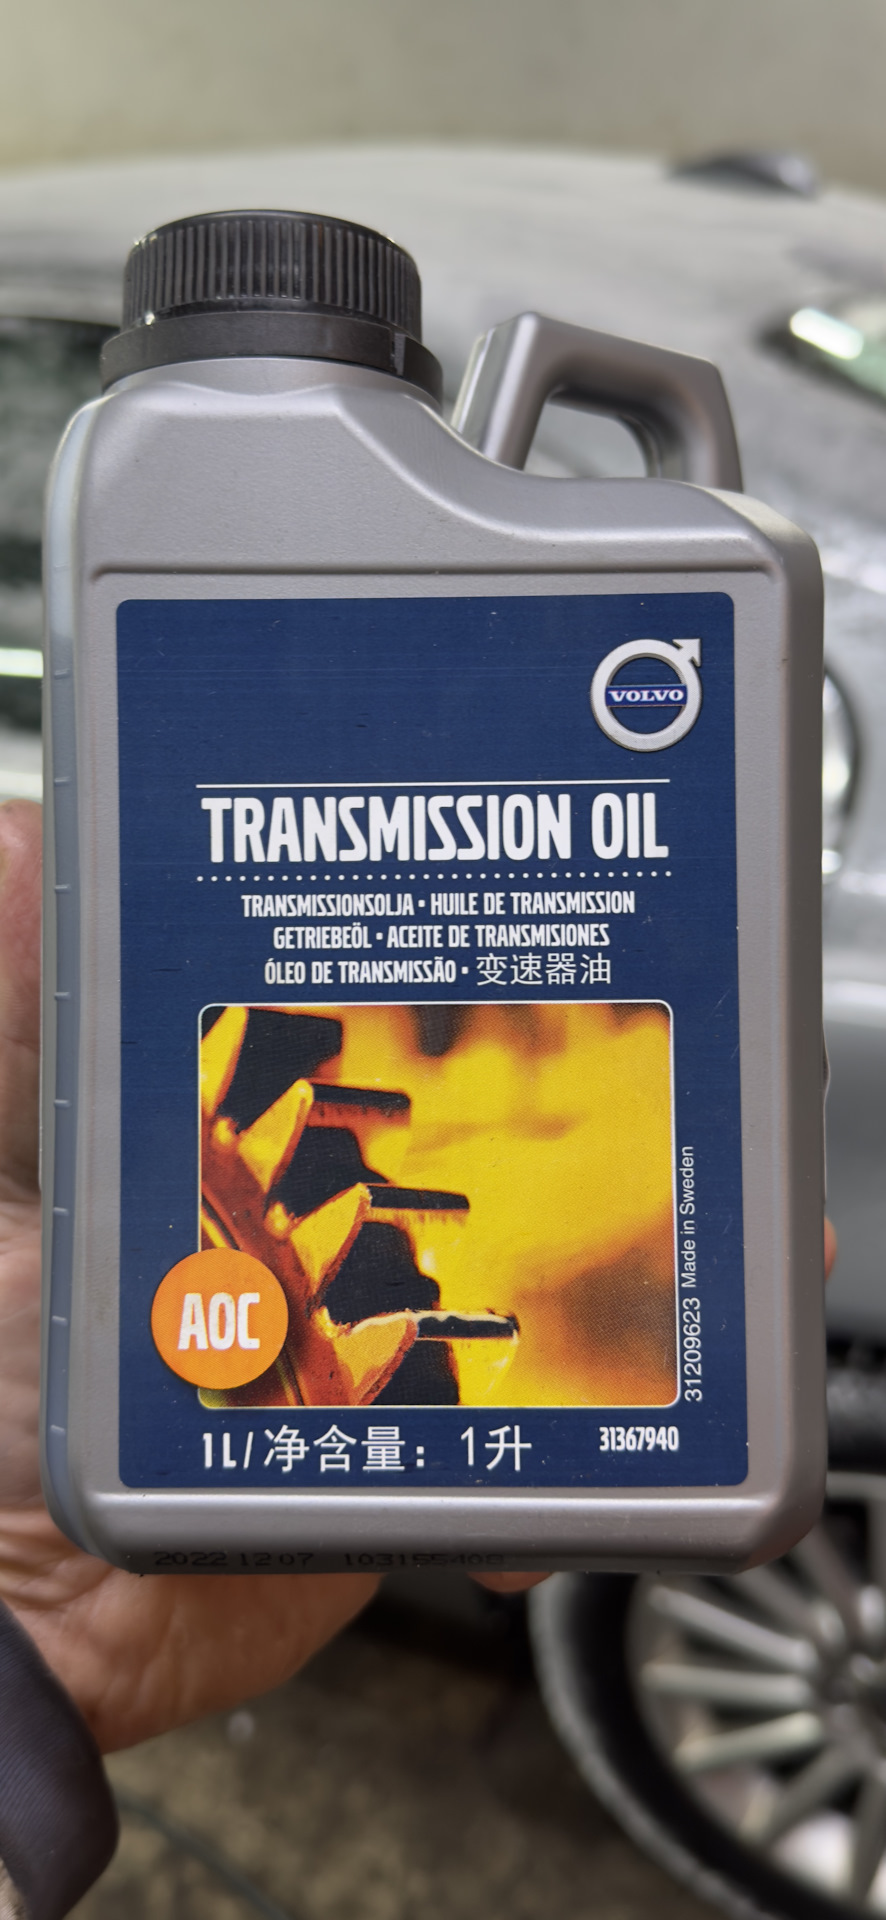 VOLVO
TRANSMISSION OIL
TRANSMISSIONSOLJA • HUILE DE TRANSMISSION
GETRIEBEÖL • ACEITE DE TRANSMISIONES
ÓLEO DE TRANSMISSÃO • 变速器油
31209623 Made in Sweden
AOC
1L/净含量：1升
31367940
2022 12 07